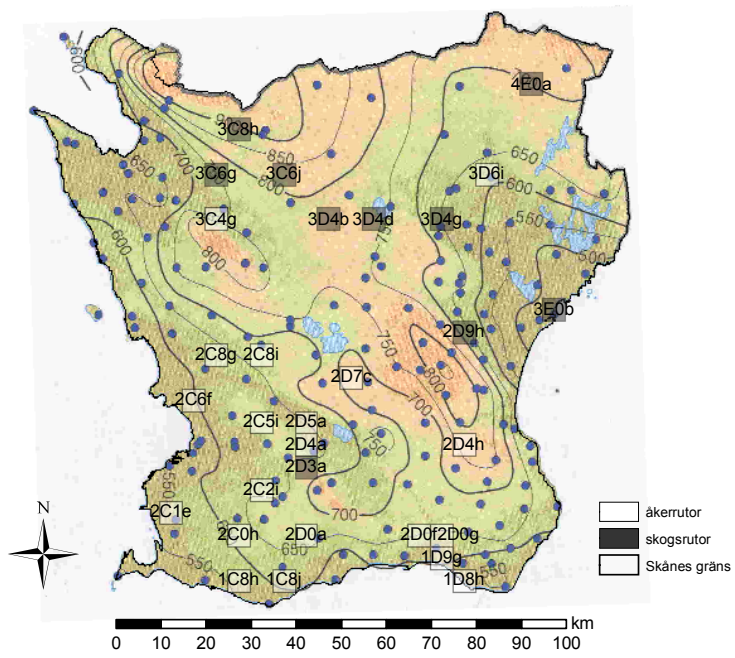 600
4E0a
900
3C8h
850
650
700
650
3C6g
3C6j
3D6i
800
600
3C4g
3D4b
3D4d
3D4g
550
600
750
500
800
3E0b
2D9h
750
2C8g
2C8i
2D7c
800
2C6f
700
2C5i
2D5a
2D4a
750
2D4h
2D3a
550
2C2i
N
2C1e
700
åkerrutor
2C0h
2D0a
2D0f
2D0g
skogsrutor
650
1D9g
550
Skånes gräns
1C8h
1C8j
1D8h
550
km
0 10 20 30 40 50 60 70 80 90 100